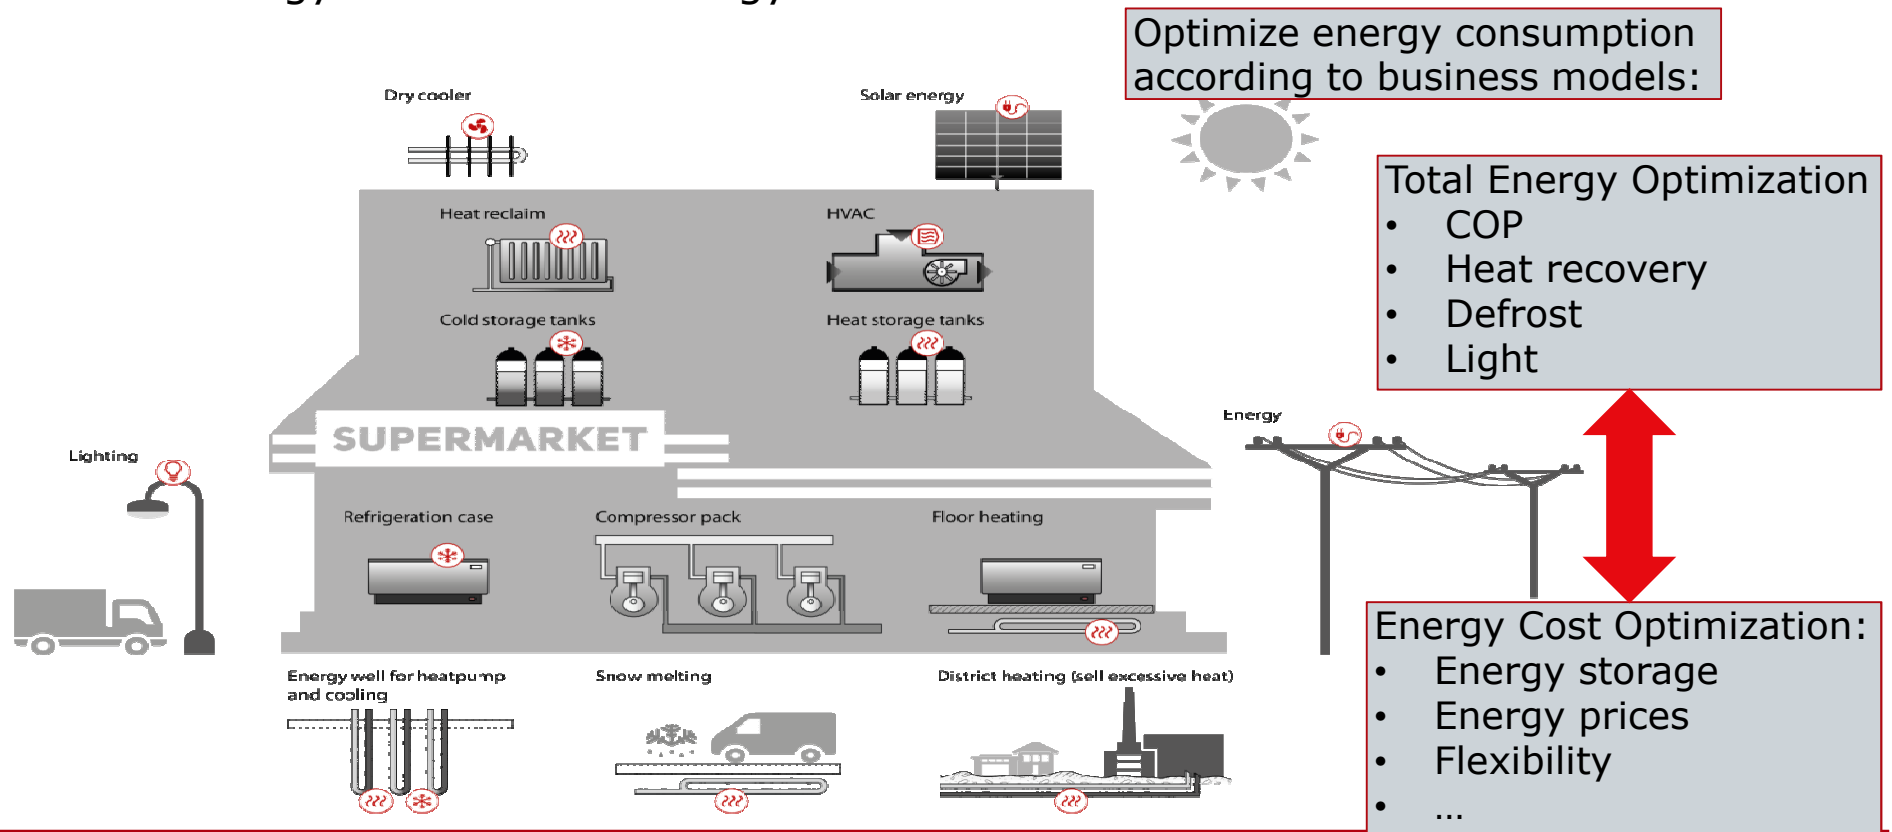 Optimize energy consumption
according to business models:
Dry cooler
Solar energy
Total Energy Optimization
• COP
• Heat recovery
• Defrost
• Light
Heat reclaim
HVAC
Cold storage tanks
Heat storage tanks
Energy
SUPERMARKET
Lighting
Refrigeration case
Compressor pack
Floor heating
Energy Cost Optimization:
• Energy storage
• Energy prices
• Flexibility
• ...
Energy well for heatpump
and cooling
Snow melting
District heating (sell excessive heat)